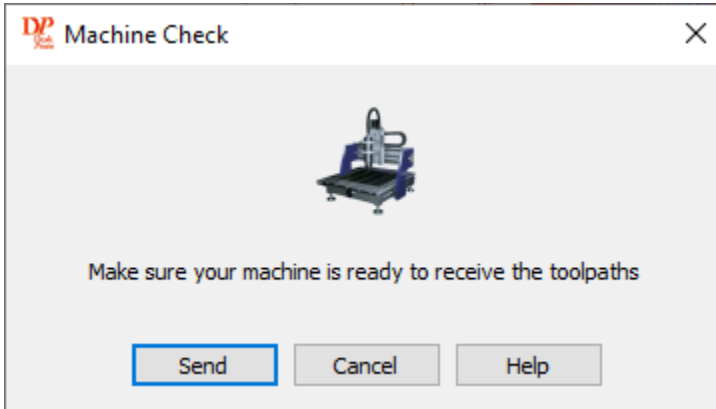 DP
Machine Check
Make sure your machine is ready to receive the toolpaths
Send
Cancel
Help